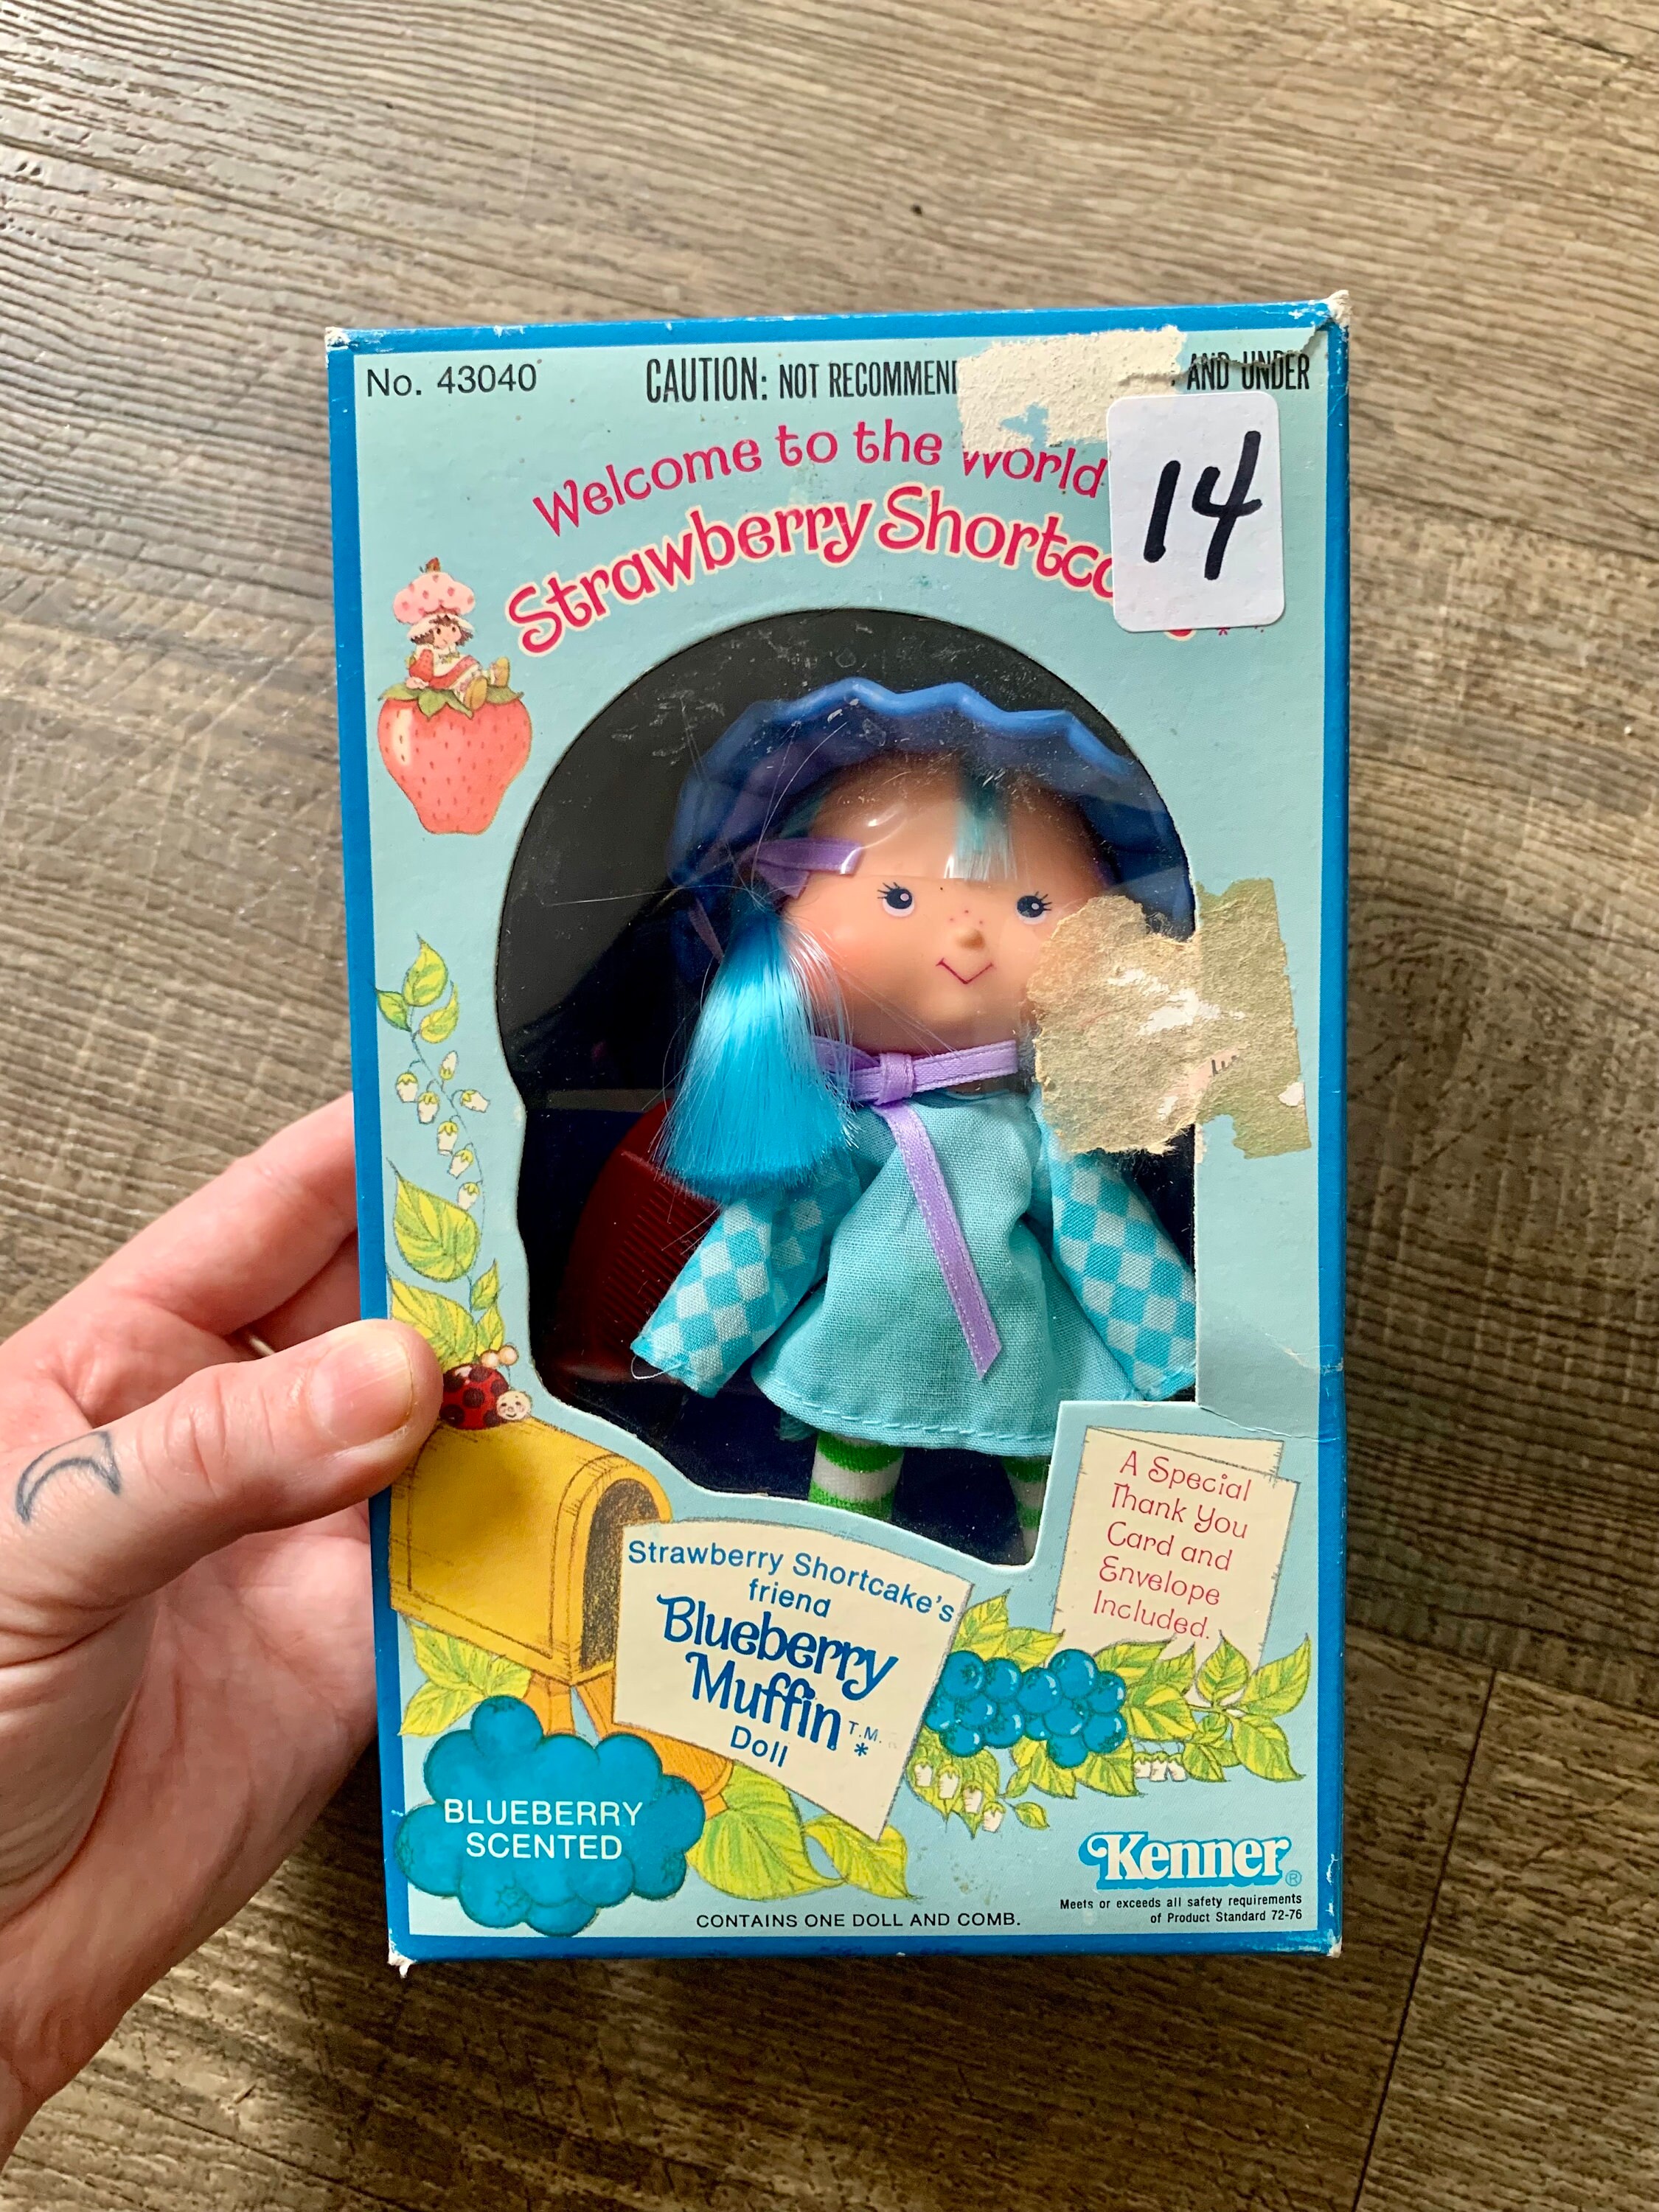 No. 43040
CAUTION: NOT RECOMMEN AND UNDER
14
Welcome to the World
Strawberry Shortca
A Special
Thank You
Card and
Envelope
Included.
Strawberry Shortcake's
friend
Blueberry
Muffin T.M.
*
Doll
BLUEBERRY
SCENTED
Kenner®
Meets or exceeds all safety requirements
of Product Standard 72-76
CONTAINS ONE DOLL AND COMB.